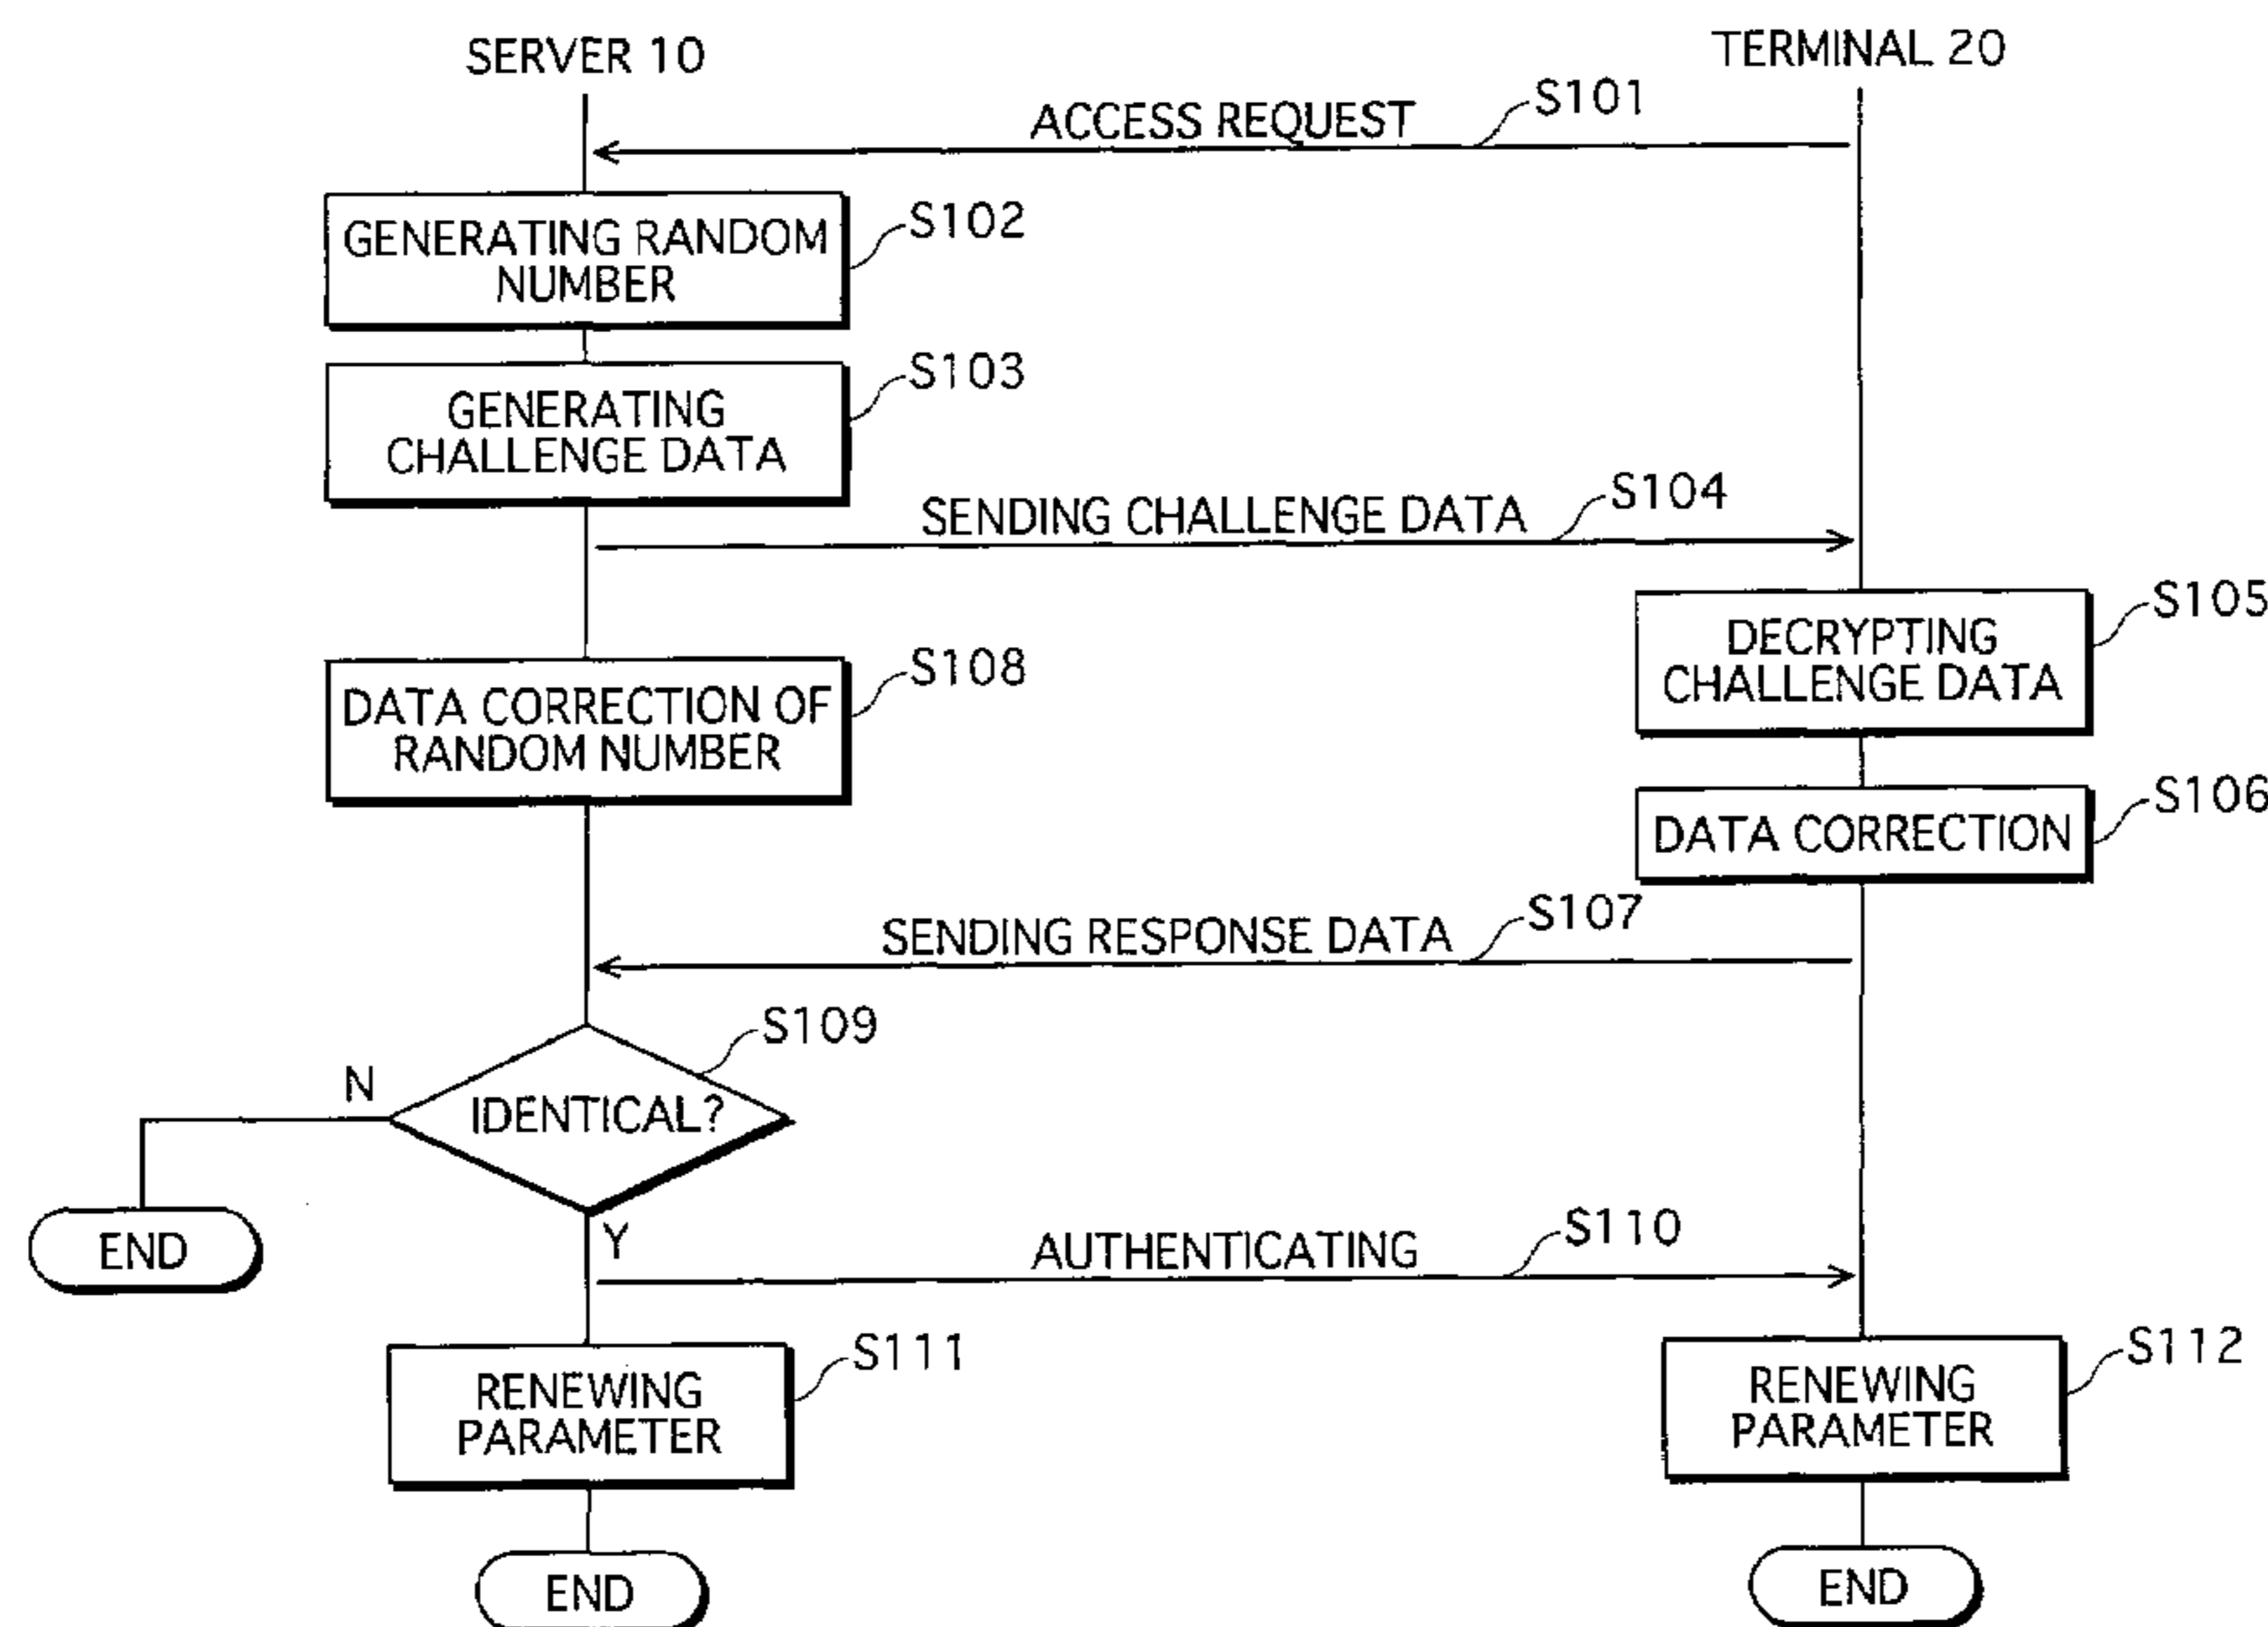 SERVER 10
TERMINAL 20
ACCESS REQUEST
S101
GENERATING RANDOM
NUMBER
S102
GENERATING
CHALLENGE DATA
S103
SENDING CHALLENGE DATA
S104
DECRYPTING
CHALLENGE DATA
S105
DATA CORRECTION OF
RANDOM NUMBER
S108
DATA CORRECTION
S106
SENDING RESPONSE DATA
S107
IDENTICAL?
S109
N
END
Y
AUTHENTICATING
S110
RENEWING
PARAMETER
S111
RENEWING
PARAMETER
S112
END
END